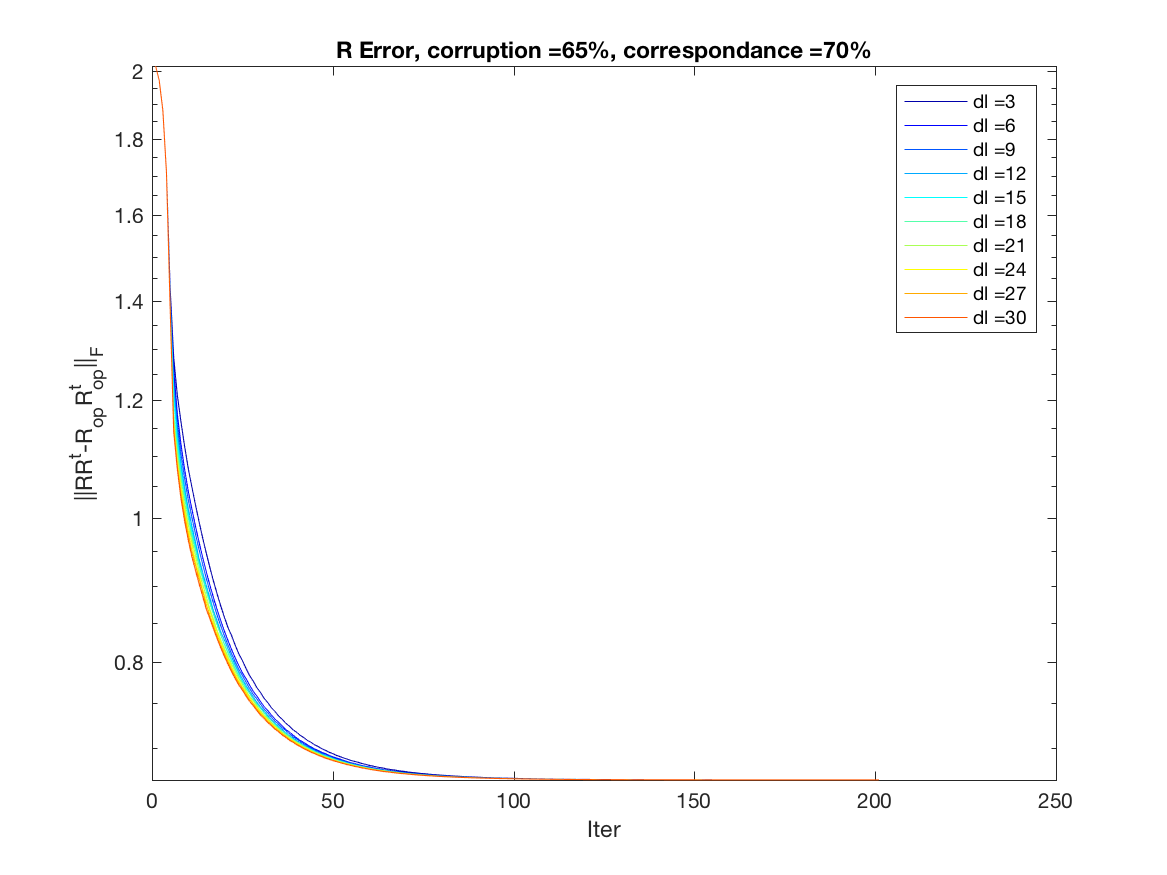 R Error, corruption =65%, correspondance =70%
2
1.8
1.6
1.4
1.2
1
0.8
||RR^t-R_op R_op^t||_F
0 50 100 150 200 250
Iter
dl =3
dl =6
dl =9
dl =12
dl =15
dl =18
dl =21
dl =24
dl =27
dl =30